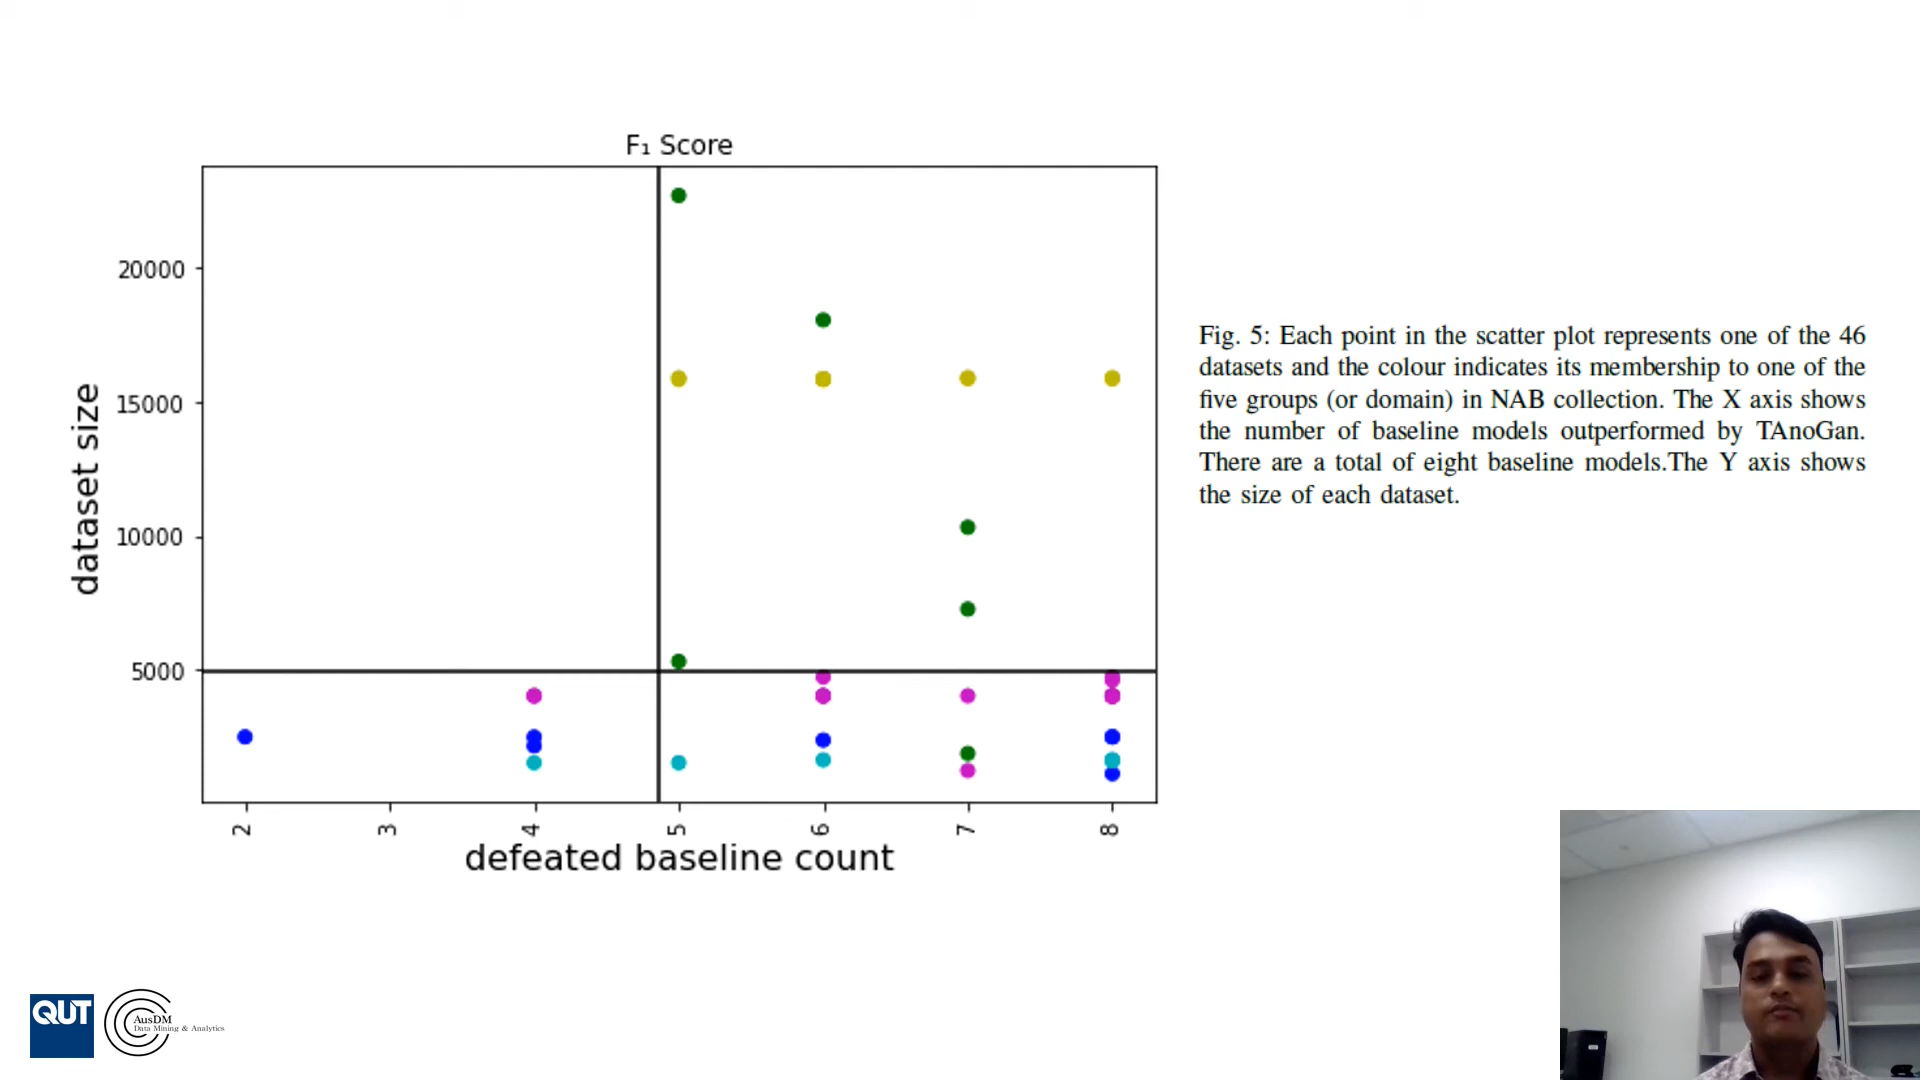 F₁ Score
20000
15000
10000
5000
dataset size
2
3
4
5
6
7
8
defeated baseline count
Fig. 5: Each point in the scatter plot represents one of the 46
datasets and the colour indicates its membership to one of the
five groups (or domain) in NAB collection. The X axis shows
the number of baseline models outperformed by TAnoGan.
There are a total of eight baseline models.The Y axis shows
the size of each dataset.
QUT
AusDM
Data Mining & Analytics